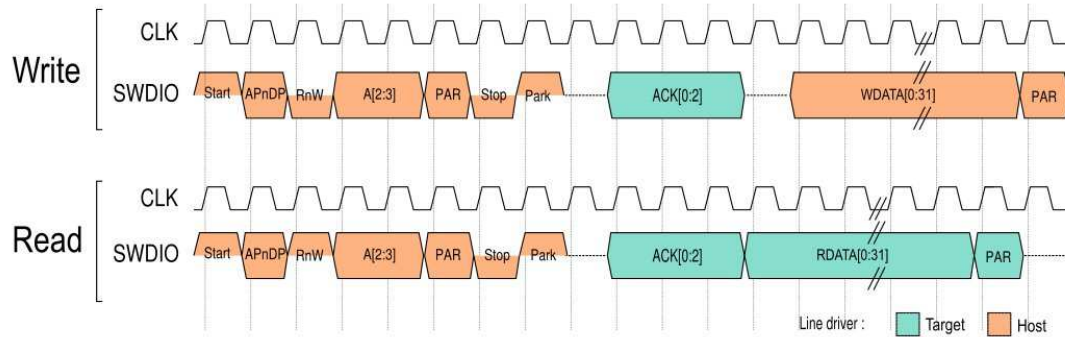 Write
CLK
SWDIO Start APnDP RnW A[2:3] PAR Stop Park ACK[0:2] WDATA[0:31] PAR
Read
CLK
SWDIO Start APnDP RnW A[2:3] PAR Stop Park ACK[0:2] RDATA[0:31] PAR
Line driver : Target Host